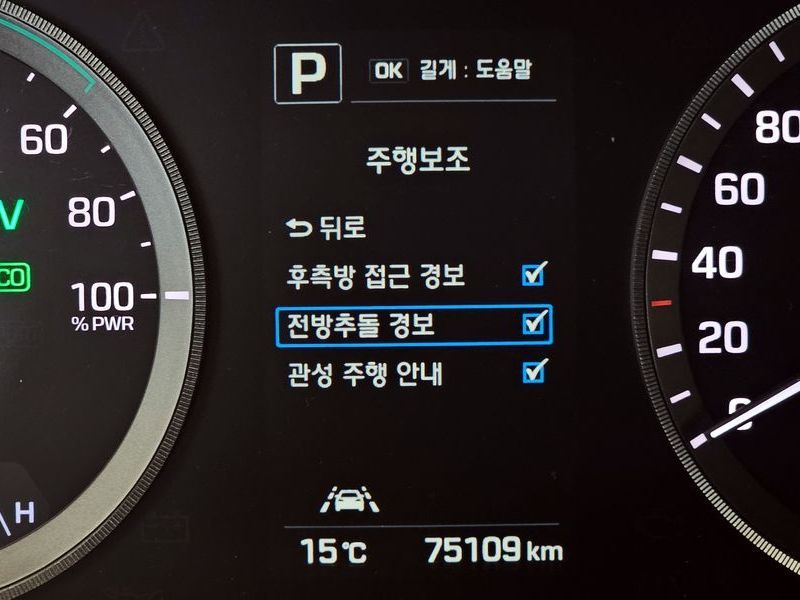 P
OK 길게 : 도움말
주행보조
뒤로
후측방 접근 경보
전방추돌 경보
관성 주행 안내
15℃ 75109 km
60
80
100
% PWR
V
CO
H
80
60
40
20
0